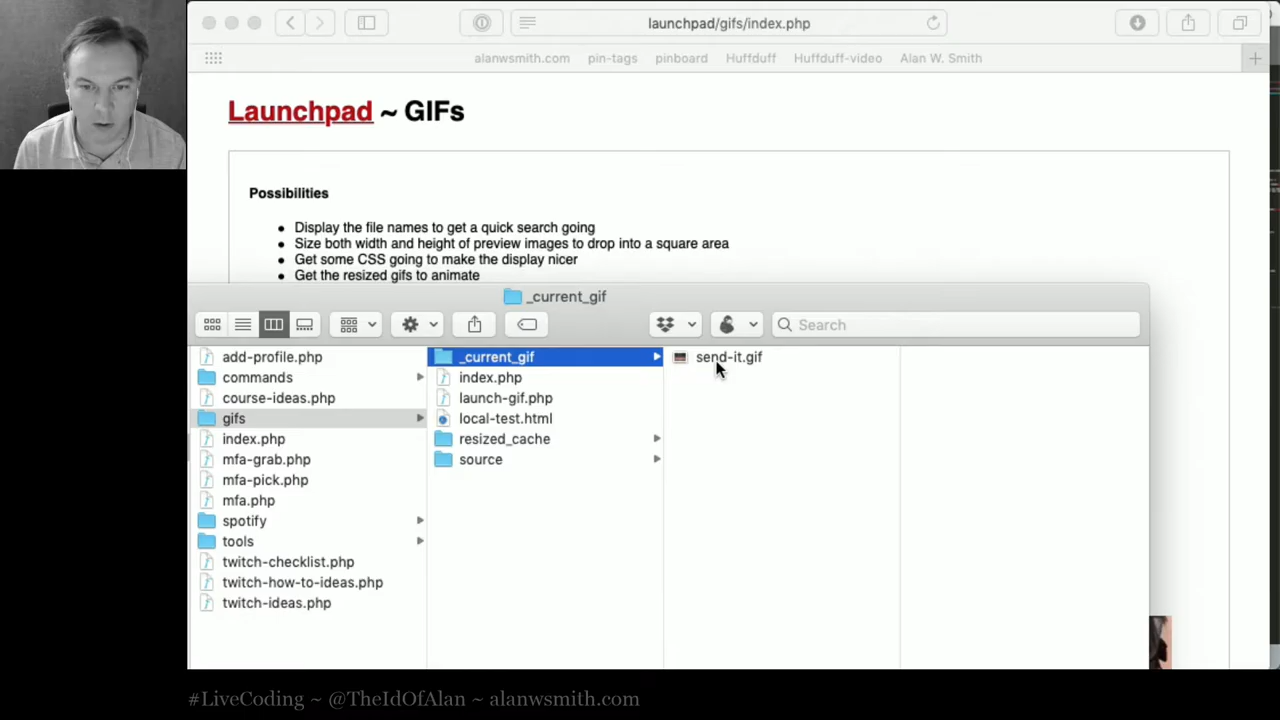 launchpad/gifs/index.php
alanwsmith.com pin-tags pinboard Huffduff Huffduff-video Alan W. Smith
Launchpad ~ GIFs
Possibilities
• Display the file names to get a quick search going
• Size both width and height of preview images to drop into a square area
• Get some CSS going to make the display nicer
• Get the resized gifs to animate
_current_gif
Search
add-profile.php
commands
course-ideas.php
gifs
index.php
mfa-grab.php
mfa-pick.php
mfa.php
spotify
tools
twitch-checklist.php
twitch-how-to-ideas.php
twitch-ideas.php
_current_gif
index.php
launch-gif.php
local-test.html
resized_cache
source
send-it.gif
#LiveCoding ~ @TheIdOfAlan ~ alanwsmith.com